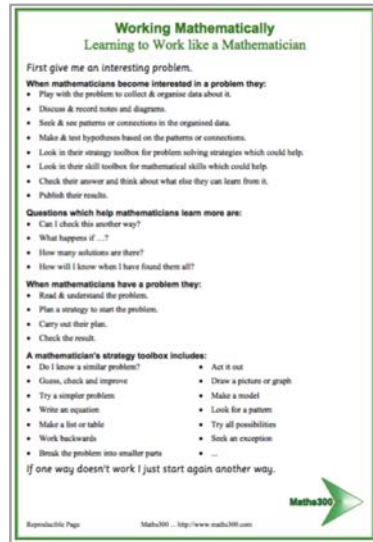 Working Mathematically
Learning to Work like a Mathematician
First give me an interesting problem.
When mathematicians become interested in a problem they:
• Play with the problem to collect & organise data about it.
• Discuss & record notes and diagrams.
• Seek & see patterns or connections in the organised data.
• Make & test hypotheses based on the patterns or connections.
• Look in their strategy toolbox for problem solving strategies which could help.
• Look in their skill toolbox for mathematical skills which could help.
• Check their answer and think about what else they can learn from it.
• Publish their results.
Questions which help mathematicians learn more are:
• Can I check this another way?
• What happens if ...?
• How many solutions are there?
• How will I know when I have found them all?
When mathematicians have a problem they:
• Read & understand the problem.
• Plan a strategy to start the problem.
• Carry out their plan.
• Check the result.
A mathematician's strategy toolbox includes:
• Do I know a similar problem?
• Guess, check and improve
• Try a simpler problem
• Write an equation
• Make a list or table
• Work backwards
• Break the problem into smaller parts
• Act it out
• Draw a picture or graph
• Make a model
• Look for a pattern
• Try all possibilities
• Seek an exception
• ...
If one way doesn't work I just start again another way.
Maths300
Reproducible Page
Maths300 ... http://www.maths300.com